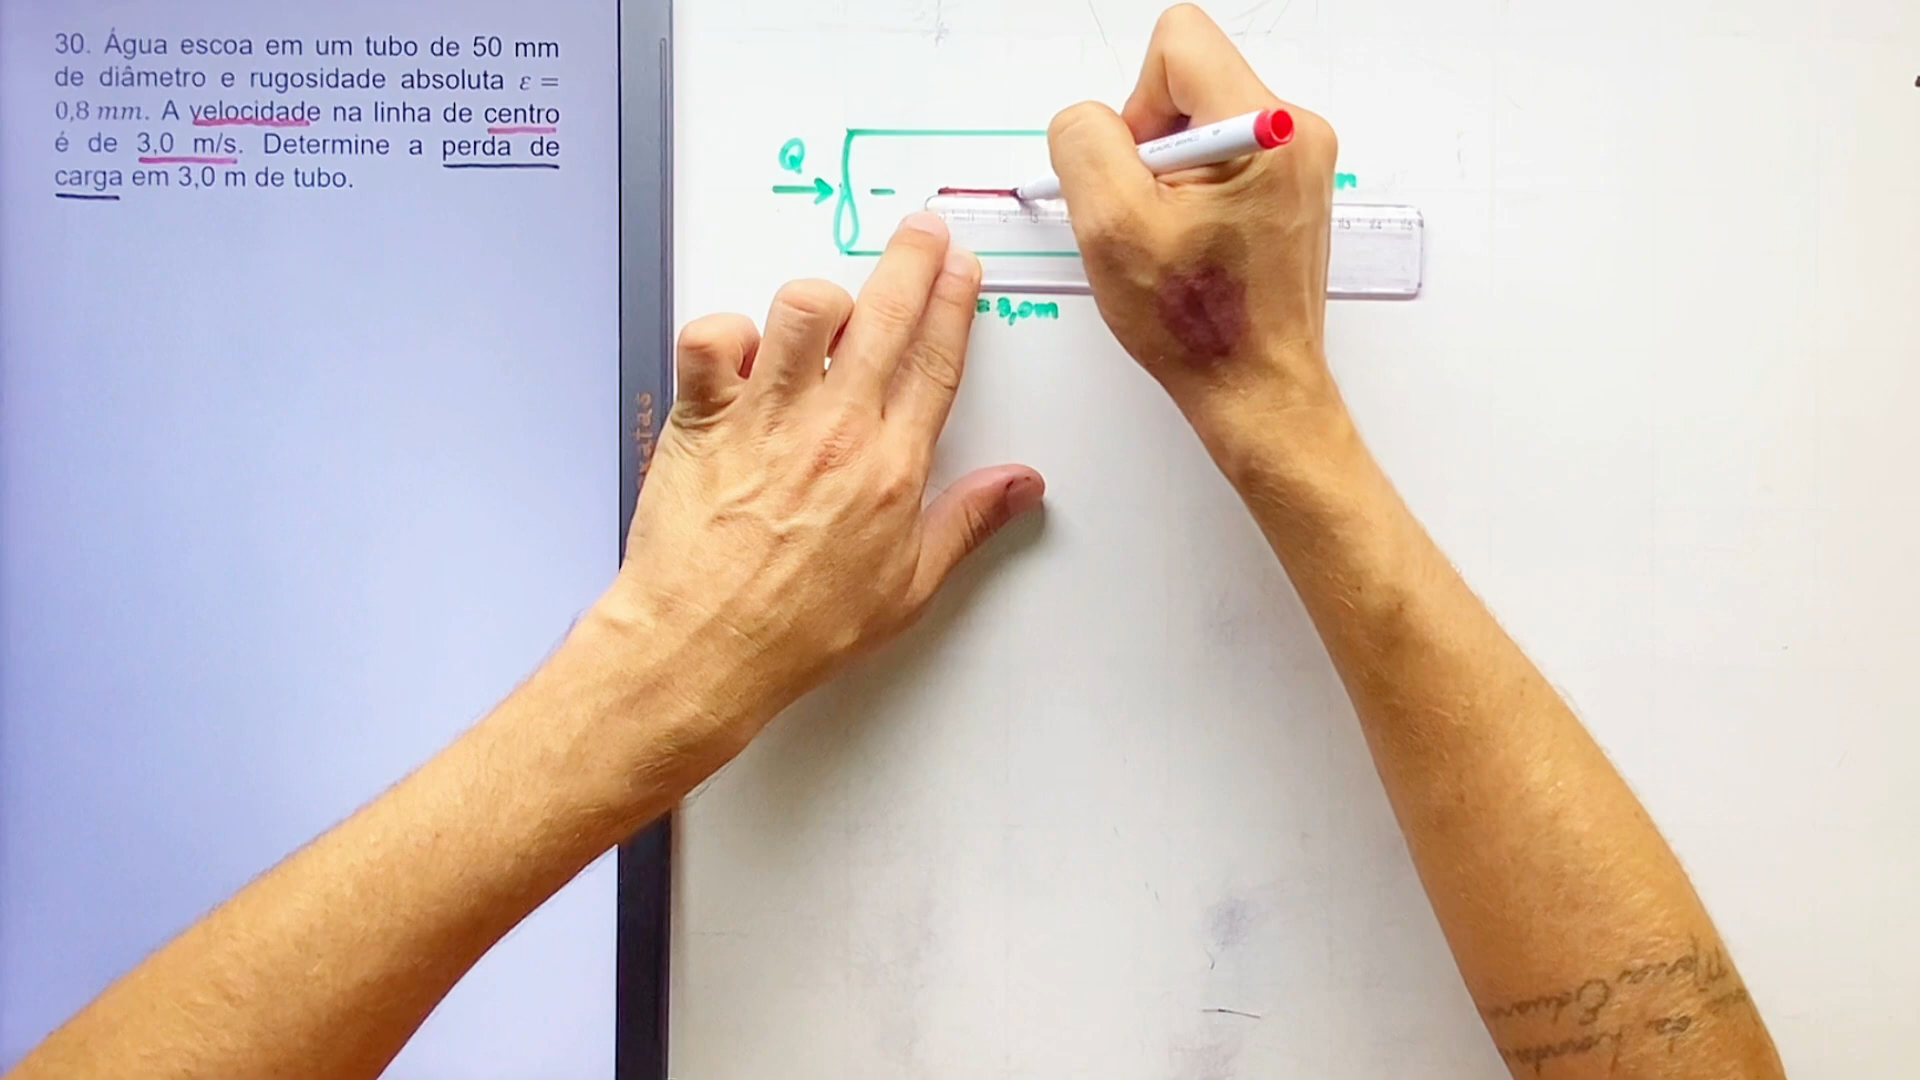 30. Água escoa em um tubo de 50 mm
de diâmetro e rugosidade absoluta ε =
0,8 mm. A velocidade na linha de centro
é de 3,0 m/s. Determine a perda de
carga em 3,0 m de tubo.
Q
m
= 3,0m